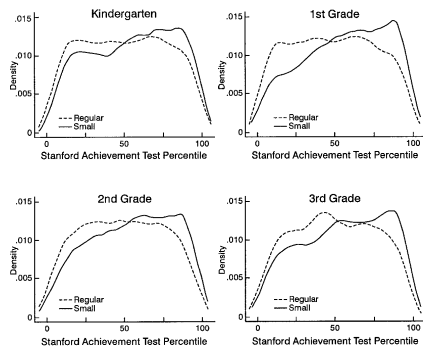 Kindergarten
.015
.010
.005
0
Density
Regular
Small
0 50 100
Stanford Achievement Test Percentile
1st Grade
.015
.010
.005
0
Density
Regular
Small
0 50 100
Stanford Achievement Test Percentile
2nd Grade
.015
.010
.005
0
Density
Regular
Small
0 50 100
Stanford Achievement Test Percentile
3rd Grade
.015
.010
.005
0
Density
Regular
Small
0 50 100
Stanford Achievement Test Percentile